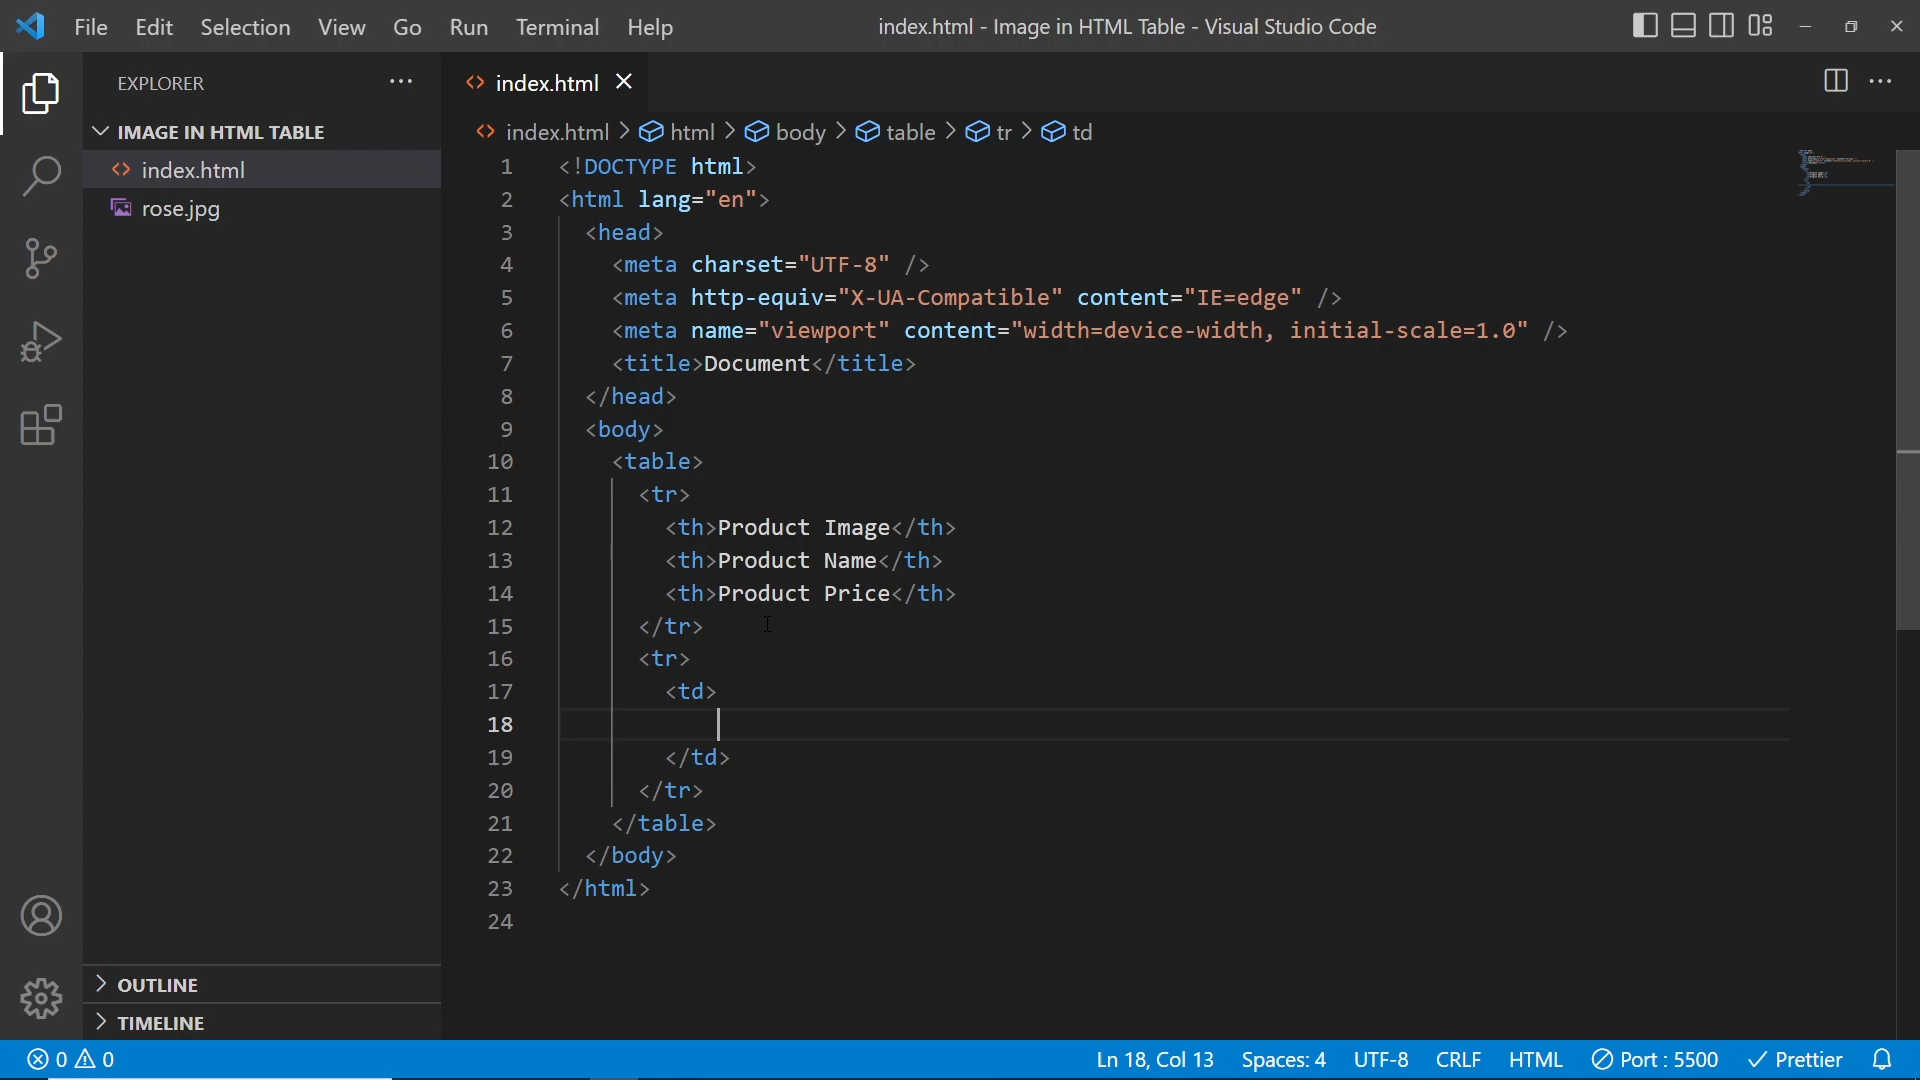 File Edit Selection View Go Run Terminal Help
index.html - Image in HTML Table - Visual Studio Code
EXPLORER
IMAGE IN HTML TABLE
index.html
rose.jpg
OUTLINE
TIMELINE
index.html
index.html > html > body > table > tr > td
1 <!DOCTYPE html>
2 <html lang="en">
3 <head>
4 <meta charset="UTF-8" />
5 <meta http-equiv="X-UA-Compatible" content="IE=edge" />
6 <meta name="viewport" content="width=device-width, initial-scale=1.0" />
7 <title>Document</title>
8 </head>
9 <body>
10 <table>
11 <tr>
12 <th>Product Image</th>
13 <th>Product Name</th>
14 <th>Product Price</th>
15 </tr>
16 <tr>
17 <td>
18
19 </td>
20 </tr>
21 </table>
22 </body>
23 </html>
24
0 0 Ln 18, Col 13 Spaces: 4 UTF-8 CRLF HTML Port : 5500 Prettier